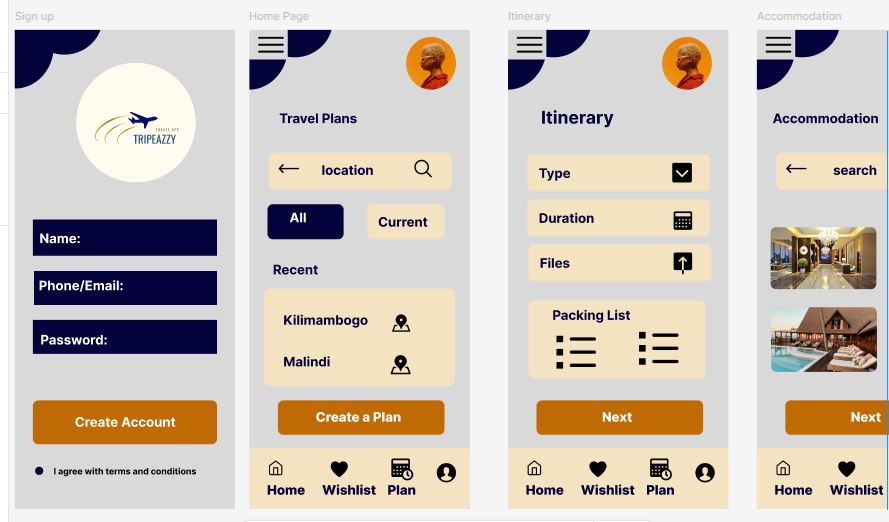 Sign up
TRAVEL APP
TRIPEAZZY
Name:
Phone/Email:
Password:
Create Account
I agree with terms and conditions
Home Page
Travel Plans
location
All
Current
Recent
Kilimambogo
Malindi
Create a Plan
Home Wishlist Plan
Itinerary
Itinerary
Type
Duration
Files
Packing List
Next
Home Wishlist Plan
Accommodation
Accommodation
search
Next
Home Wishlist